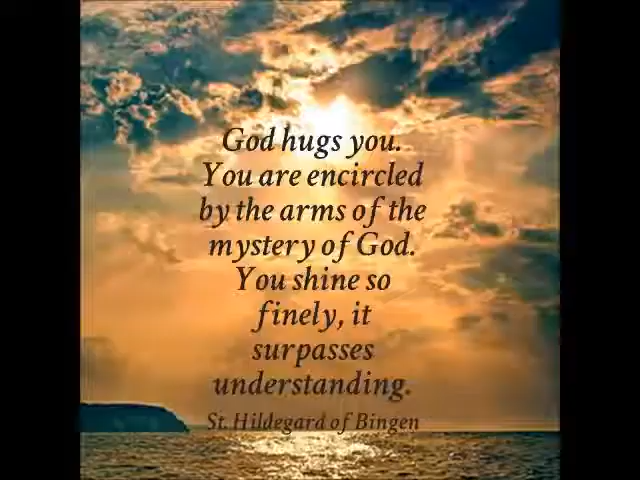 God hugs you.
You are encircled
by the arms of the
mystery of God.
You shine so
finely, it
surpasses
understanding.
St. Hildegard of Bingen